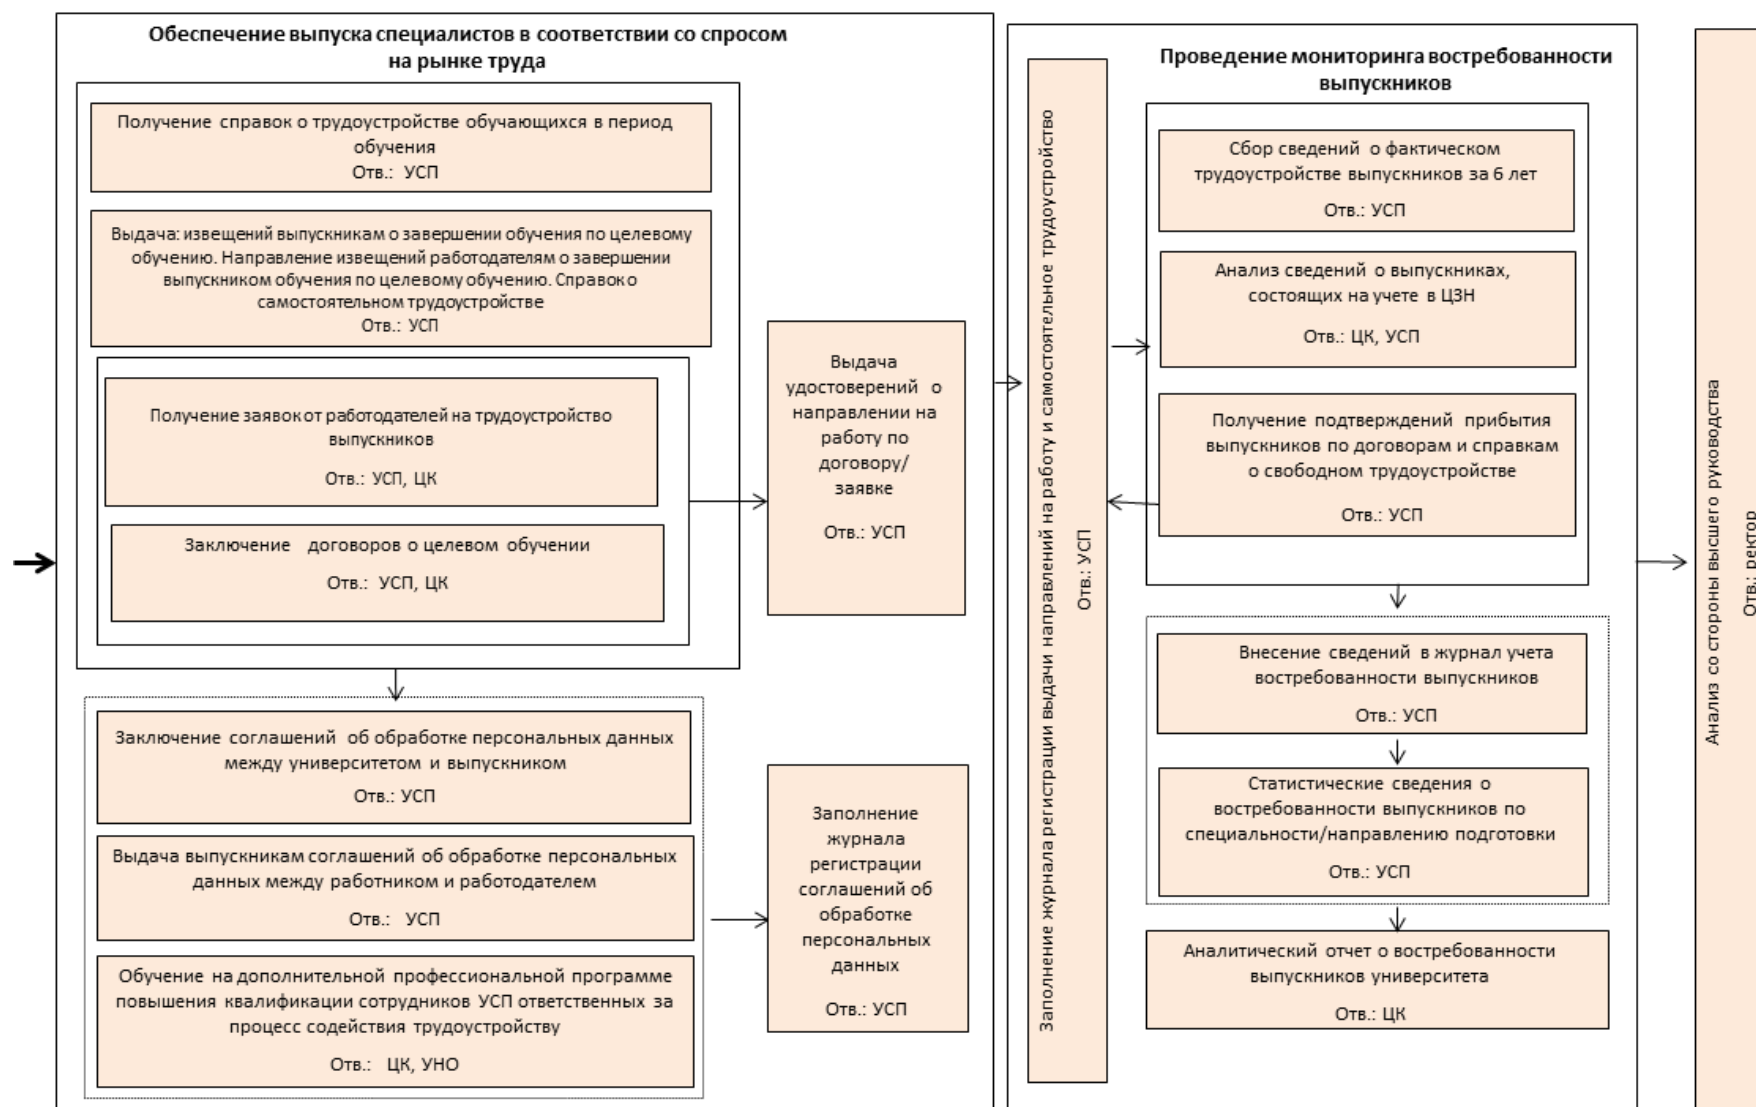 Обеспечение выпуска специалистов в соответствии со спросом
на рынке труда
Получение справок о трудоустройстве обучающихся в период
обучения
Отв.: УСП
Выдача: извещений выпускникам о завершении обучения по целевому
обучению. Направление извещений работодателям о завершении
выпускником обучения по целевому обучению. Справок о
самостоятельном трудоустройстве
Отв.: УСП
Получение заявок от работодателей на трудоустройство
выпускников
Отв.: УСП, ЦК
Заключение договоров о целевом обучении
Отв.: УСП, ЦК
Выдача
удостоверений о
направлении на
работу по
договору/
заявке
Отв.: УСП
Заключение соглашений об обработке персональных данных
между университетом и выпускником
Отв.: УСП
Выдача выпускникам соглашений об обработке персональных
данных между работником и работодателем
Отв.: УСП
Обучение на дополнительной профессиональной программе
повышения квалификации сотрудников УСП ответственных за
процесс содействия трудоустройству
Отв.: ЦК, УНО
Заполнение
журнала
регистрации
соглашений об
обработке
персональных
данных
Отв.: УСП
Заполнение журнала регистрации выдачи направлений на работу и самостоятельное трудоустройство
Отв.: УСП
Проведение мониторинга востребованности
выпускников
Сбор сведений о фактическом
трудоустройстве выпускников за 6 лет
Отв.: УСП
Анализ сведений о выпускниках,
состоящих на учете в ЦЗН
Отв.: ЦК, УСП
Получение подтверждений прибытия
выпускников по договорам и справкам
о свободном трудоустройстве
Отв.: УСП
Внесение сведений в журнал учета
востребованности выпускников
Отв.: УСП
Статистические сведения о
востребованности выпускников по
специальности/направлению подготовки
Отв.: УСП
Аналитический отчет о востребованности
выпускников университета
Отв.: ЦК
Анализ со стороны высшего руководства
Отв.: ректор